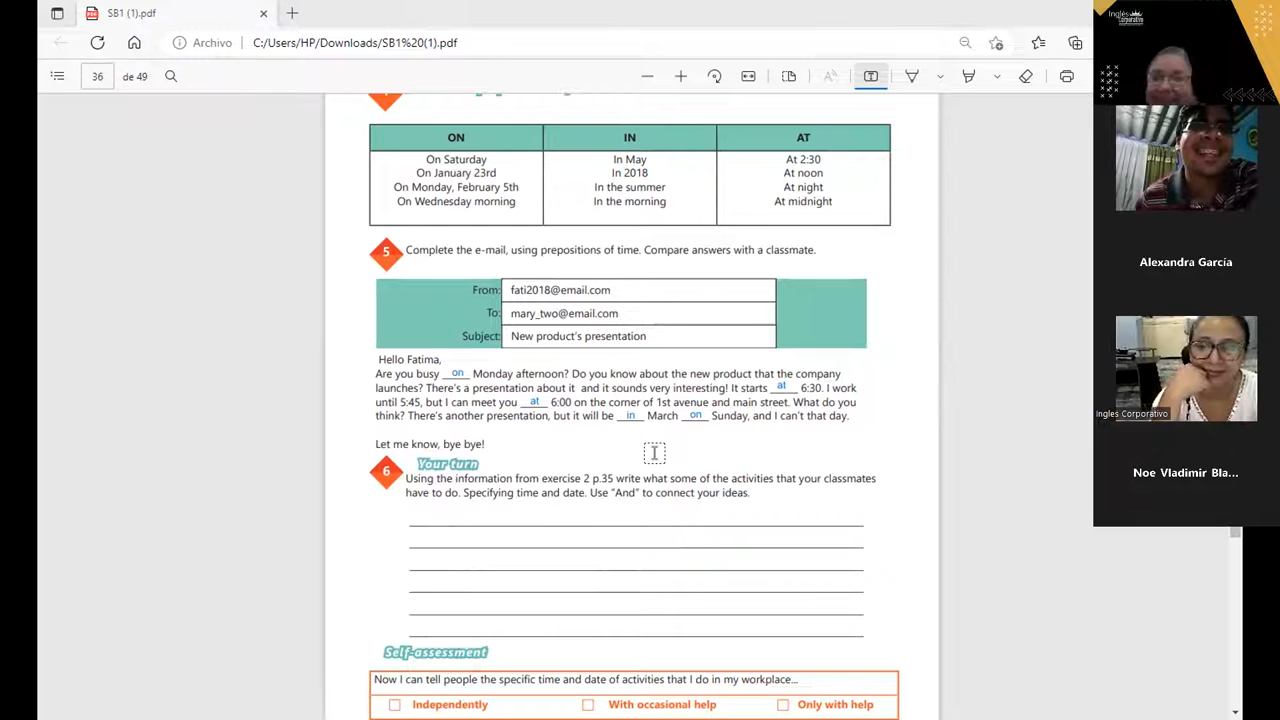 SB1 (1).pdf
Archivo
C:/Users/HP/Downloads/SB1%20(1).pdf
36 de 49
ON IN AT
On Saturday In May At 2:30
On January 23rd In 2018 At noon
On Monday, February 5th In the summer At night
On Wednesday morning In the morning At midnight
5 Complete the e-mail, using prepositions of time. Compare answers with a classmate.
From: fati2018@email.com
To: mary_two@email.com
Subject: New product's presentation
Hello Fatima,
Are you busy on Monday afternoon? Do you know about the new product that the company
launches? There's a presentation about it and it sounds very interesting! It starts at 6:30. I work
until 5:45, but I can meet you at 6:00 on the corner of 1st avenue and main street. What do you
think? There's another presentation, but it will be in March on Sunday, and I can't that day.
Let me know, bye bye!
Your turn
6 Using the information from exercise 2 p.35 write what some of the activities that your classmates
have to do. Specifying time and date. Use "And" to connect your ideas.
Self-assessment
Now I can tell people the specific time and date of activities that I do in my workplace...
Independently With occasional help Only with help
Inglés
Corporativo
Alexandra García
Ingles Corporativo
Noe Vladimir Bla...